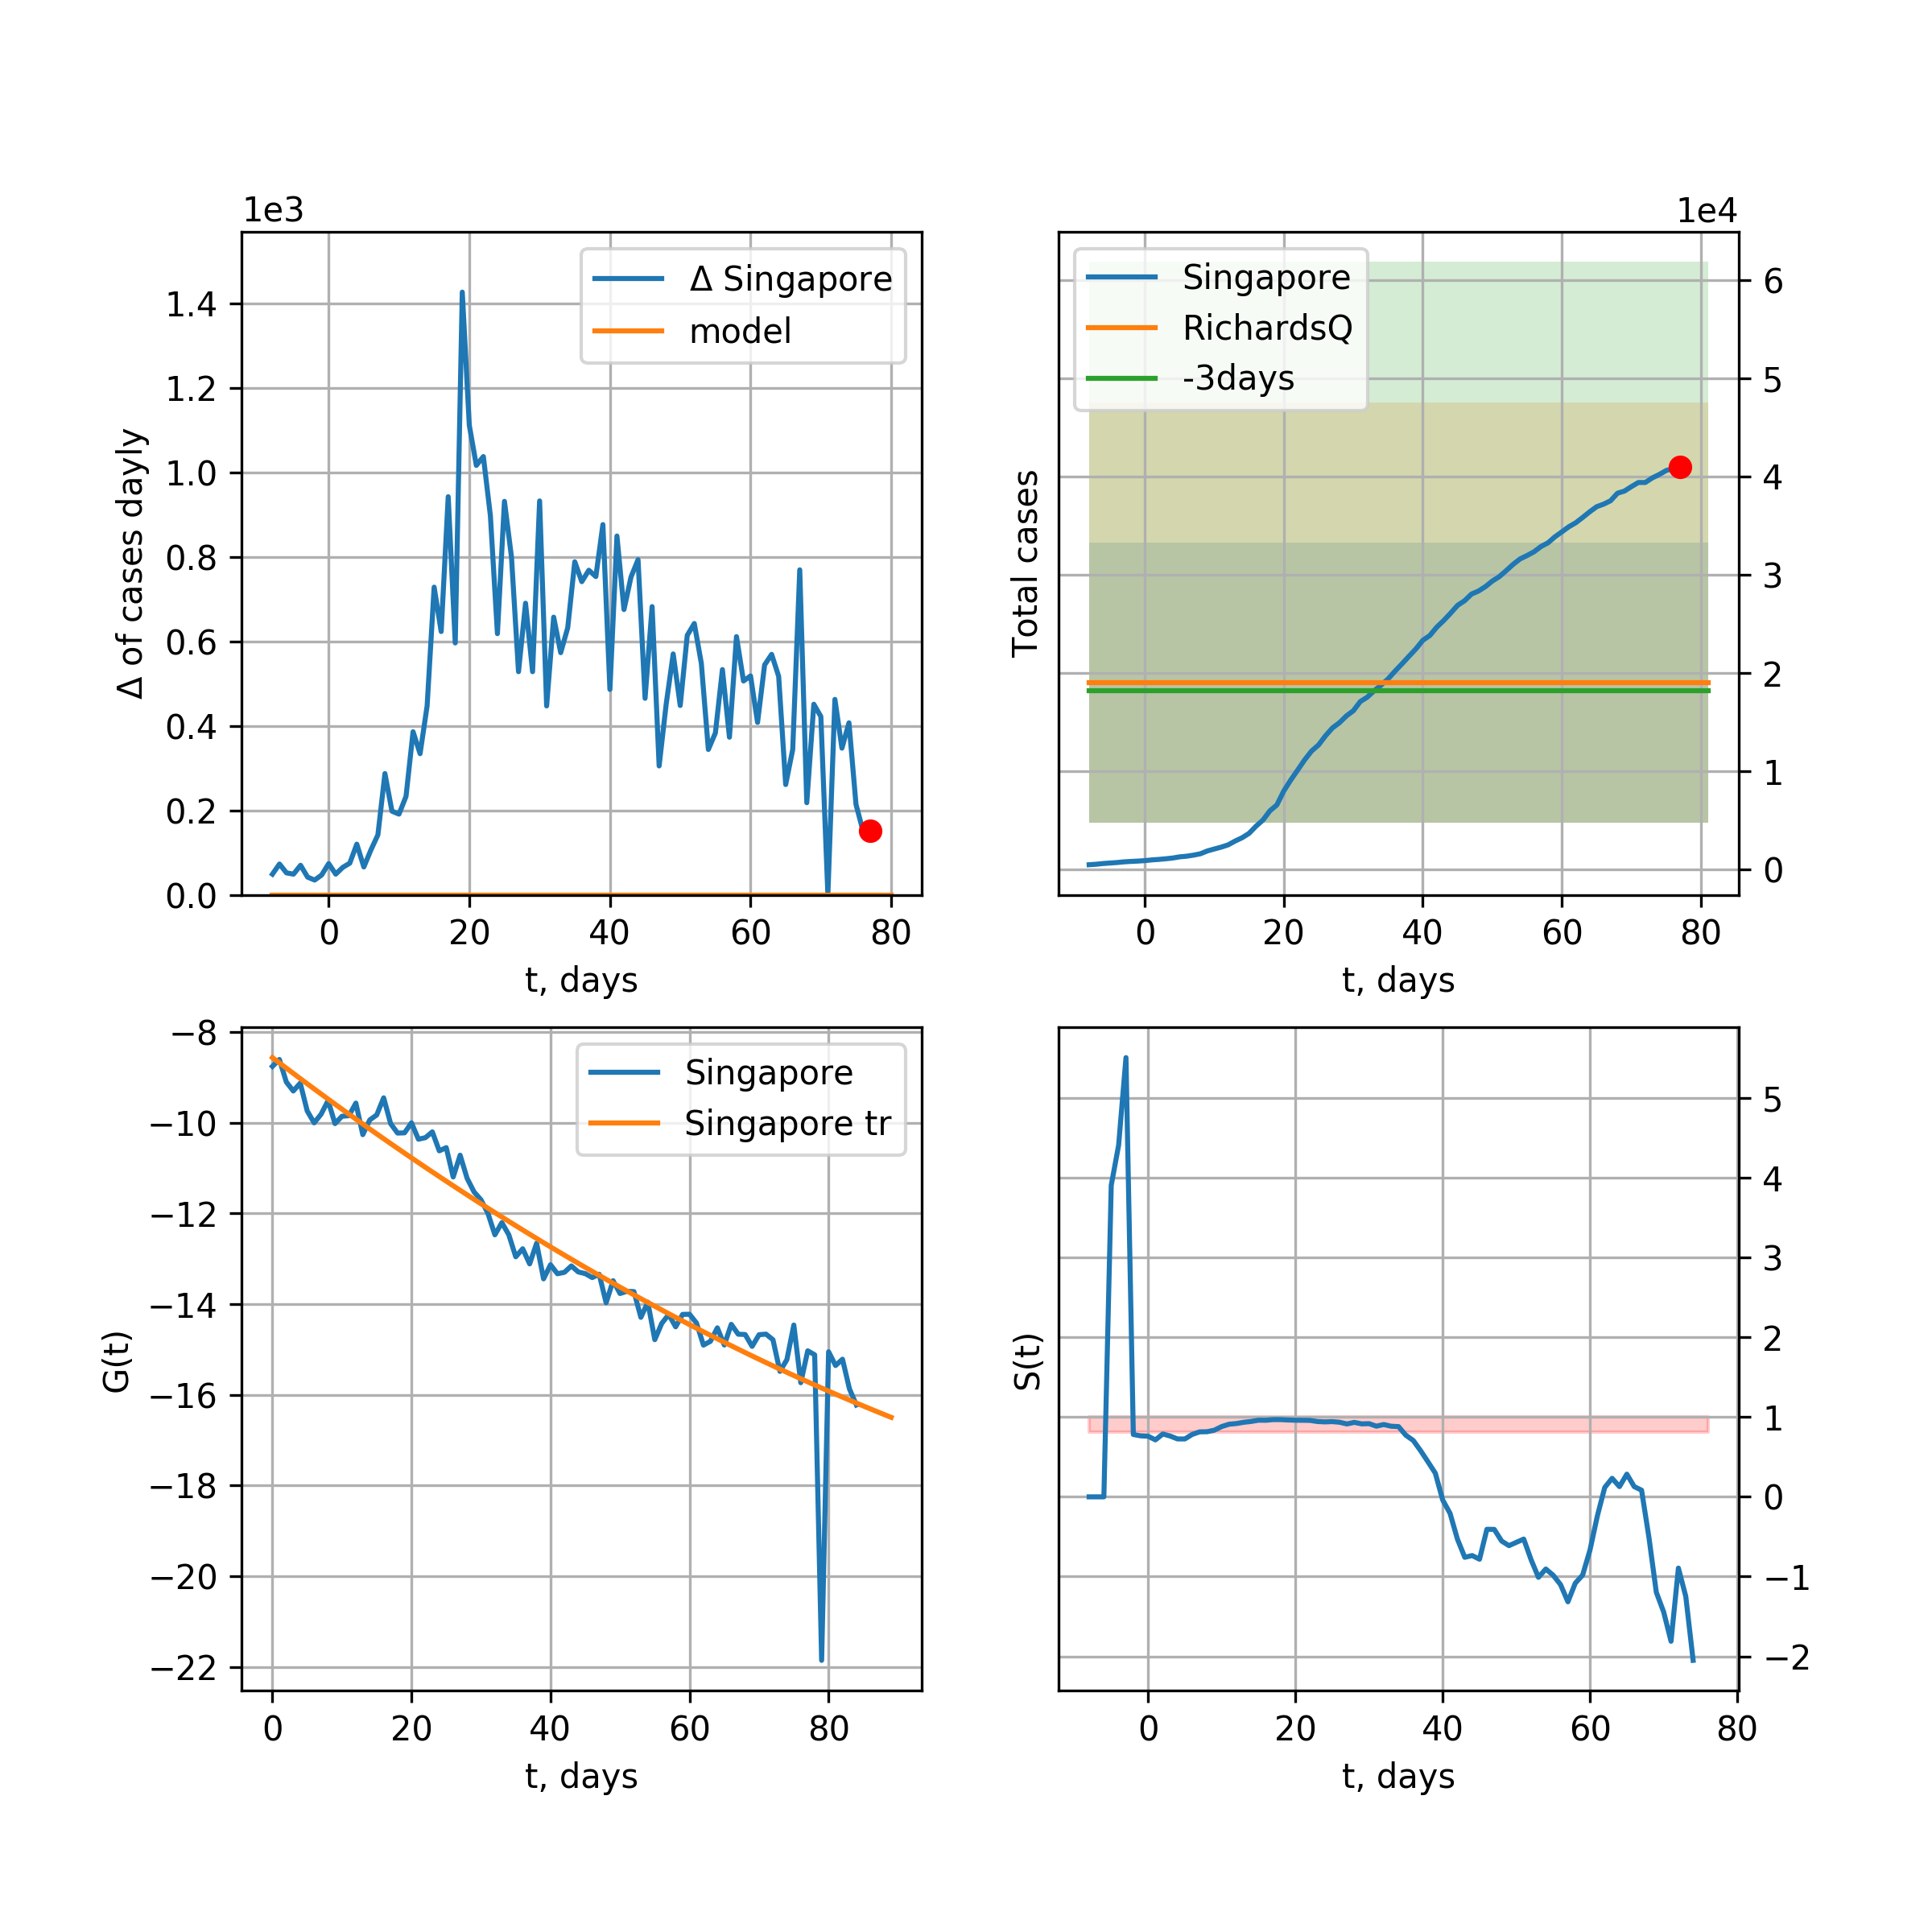 1e3
Δ Singapore
model
1.4
1.2
1.0
0.8
0.6
0.4
0.2
0.0
Δ of cases dayly
0 20 40 60 80
t, days
1e4
Singapore
RichardsQ
-3days
6
5
4
3
2
1
0
Total cases
0 20 40 60 80
t, days
Singapore
Singapore tr
−8
−10
−12
−14
−16
−18
−20
−22
G(t)
0 20 40 60 80
t, days
5
4
3
2
1
0
−1
−2
S(t)
0 20 40 60 80
t, days